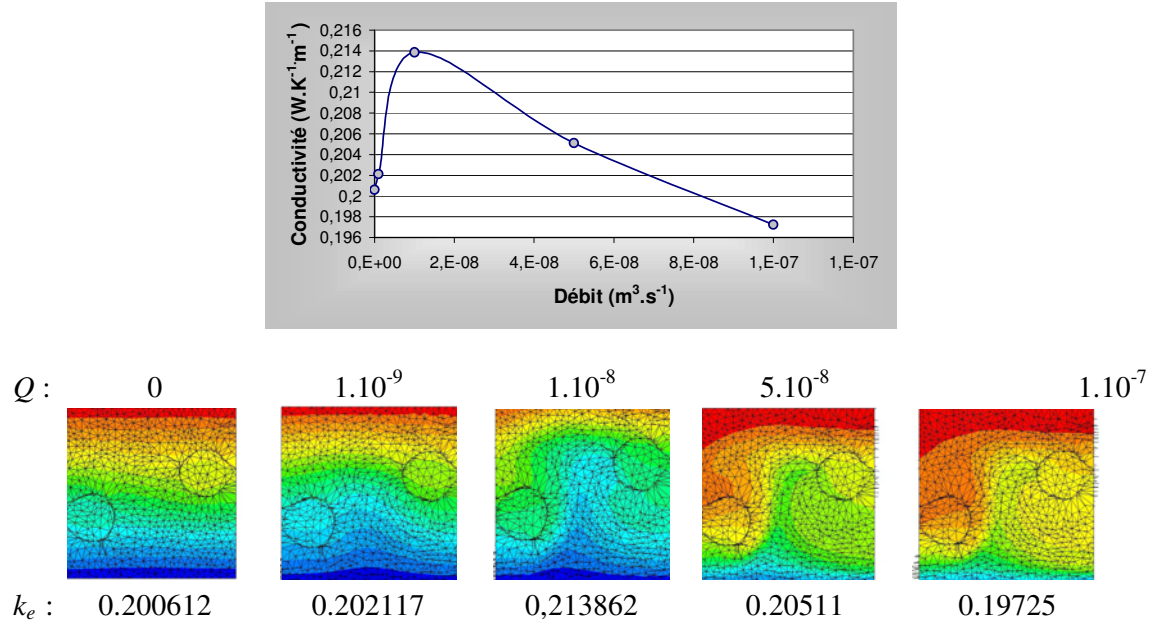 0,216
0,214
0,212
0,21
0,208
0,206
0,204
0,202
0,2
0,198
0,196
Conductivité (W.K⁻¹·m⁻¹)
0,E+00 2,E-08 4,E-08 6,E-08 8,E-08 1,E-07 1,E-07
Débit (m³.s⁻¹)
Q : 0 1.10⁻⁹ 1.10⁻⁸ 5.10⁻⁸ 1.10⁻⁷
kₑ : 0.200612 0.202117 0,213862 0.20511 0.19725